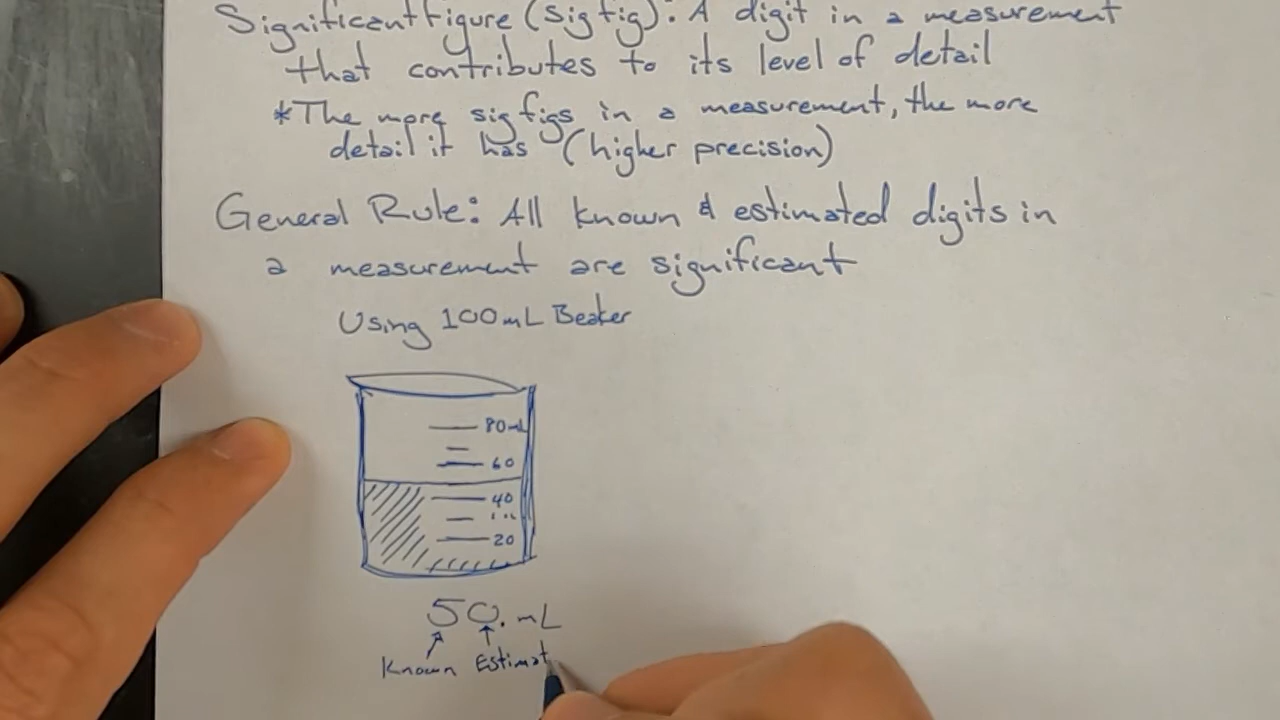 Significant Figure (Sig fig): A digit in a measurement
that contributes to its level of detail
*The more sig figs in a measurement, the more
detail it has (higher precision)
General Rule: All known & estimated digits in
a measurement are significant
Using 100mL Beaker
80mL
60
40
20
50. mL
Known Estimat